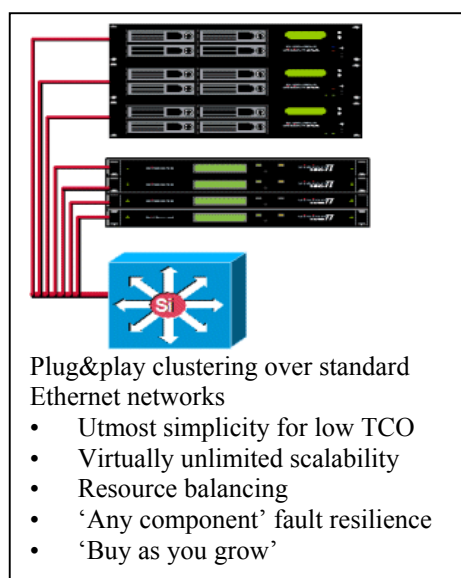 Si
Plug&play clustering over standard
Ethernet networks
• Utmost simplicity for low TCO
• Virtually unlimited scalability
• Resource balancing
• ‘Any component’ fault resilience
• ‘Buy as you grow’